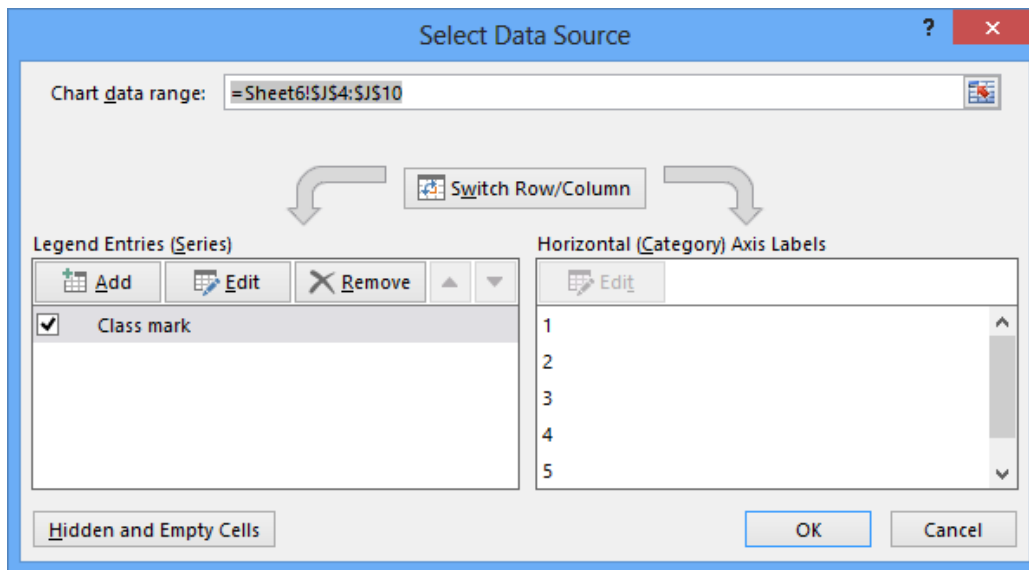 Select Data Source
?
Chart data range: =Sheet6!$J$4:$J$10
Switch Row/Column
Legend Entries (Series)
Add Edit Remove
Class mark
Horizontal (Category) Axis Labels
Edit
1
2
3
4
5
Hidden and Empty Cells
OK Cancel